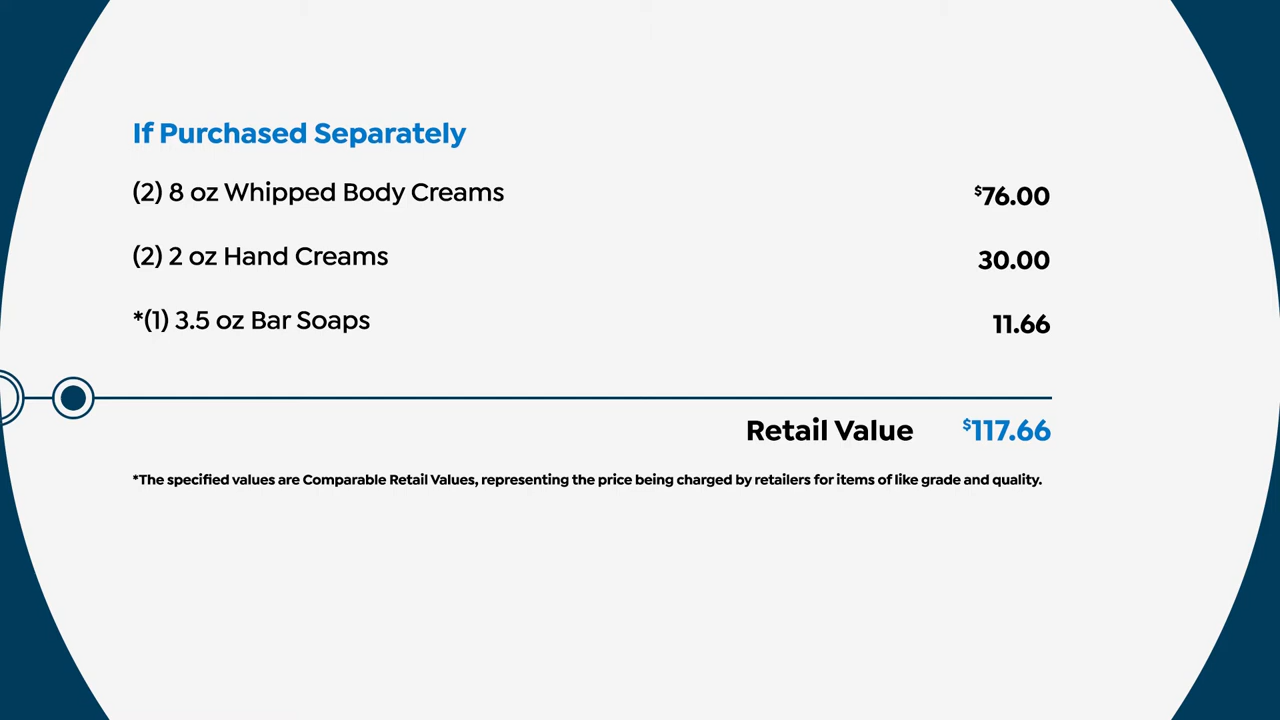 If Purchased Separately
(2) 8 oz Whipped Body Creams $76.00
(2) 2 oz Hand Creams 30.00
*(1) 3.5 oz Bar Soaps 11.66
Retail Value $117.66
*The specified values are Comparable Retail Values, representing the price being charged by retailers for items of like grade and quality.